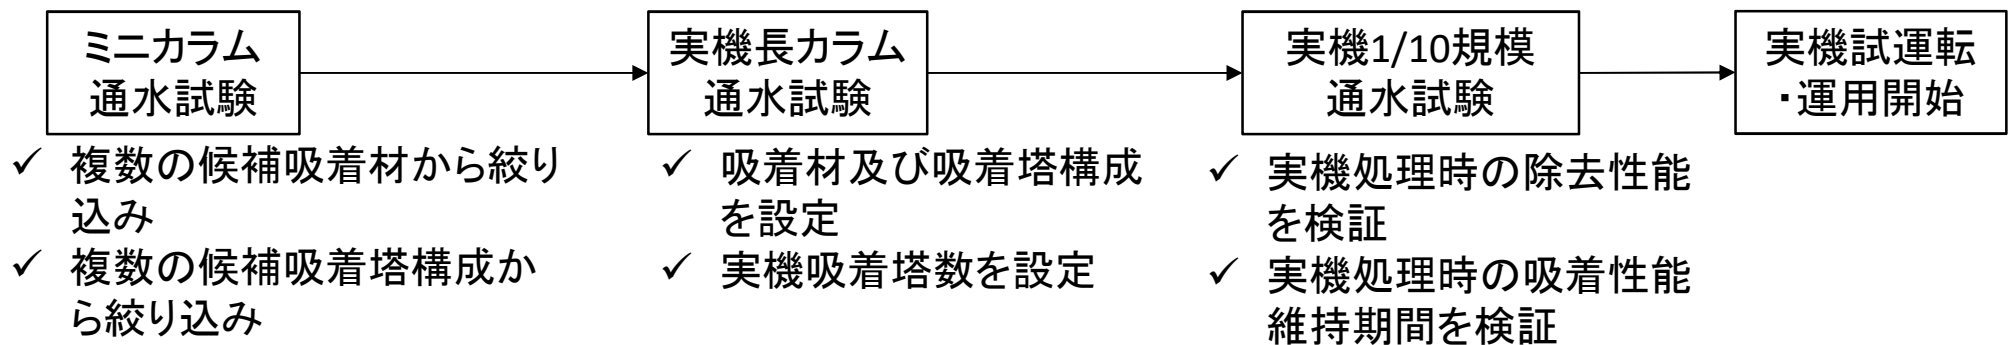 ミニカラム
通水試験
実機長カラム
通水試験
実機1/10規模
通水試験
実機試運転
・運用開始
✓ 複数の候補吸着材から絞り
込み
✓ 複数の候補吸着塔構成か
ら絞り込み
✓ 吸着材及び吸着塔構成
を設定
✓ 実機吸着塔数を設定
✓ 実機処理時の除去性能
を検証
✓ 実機処理時の吸着性能
維持期間を検証